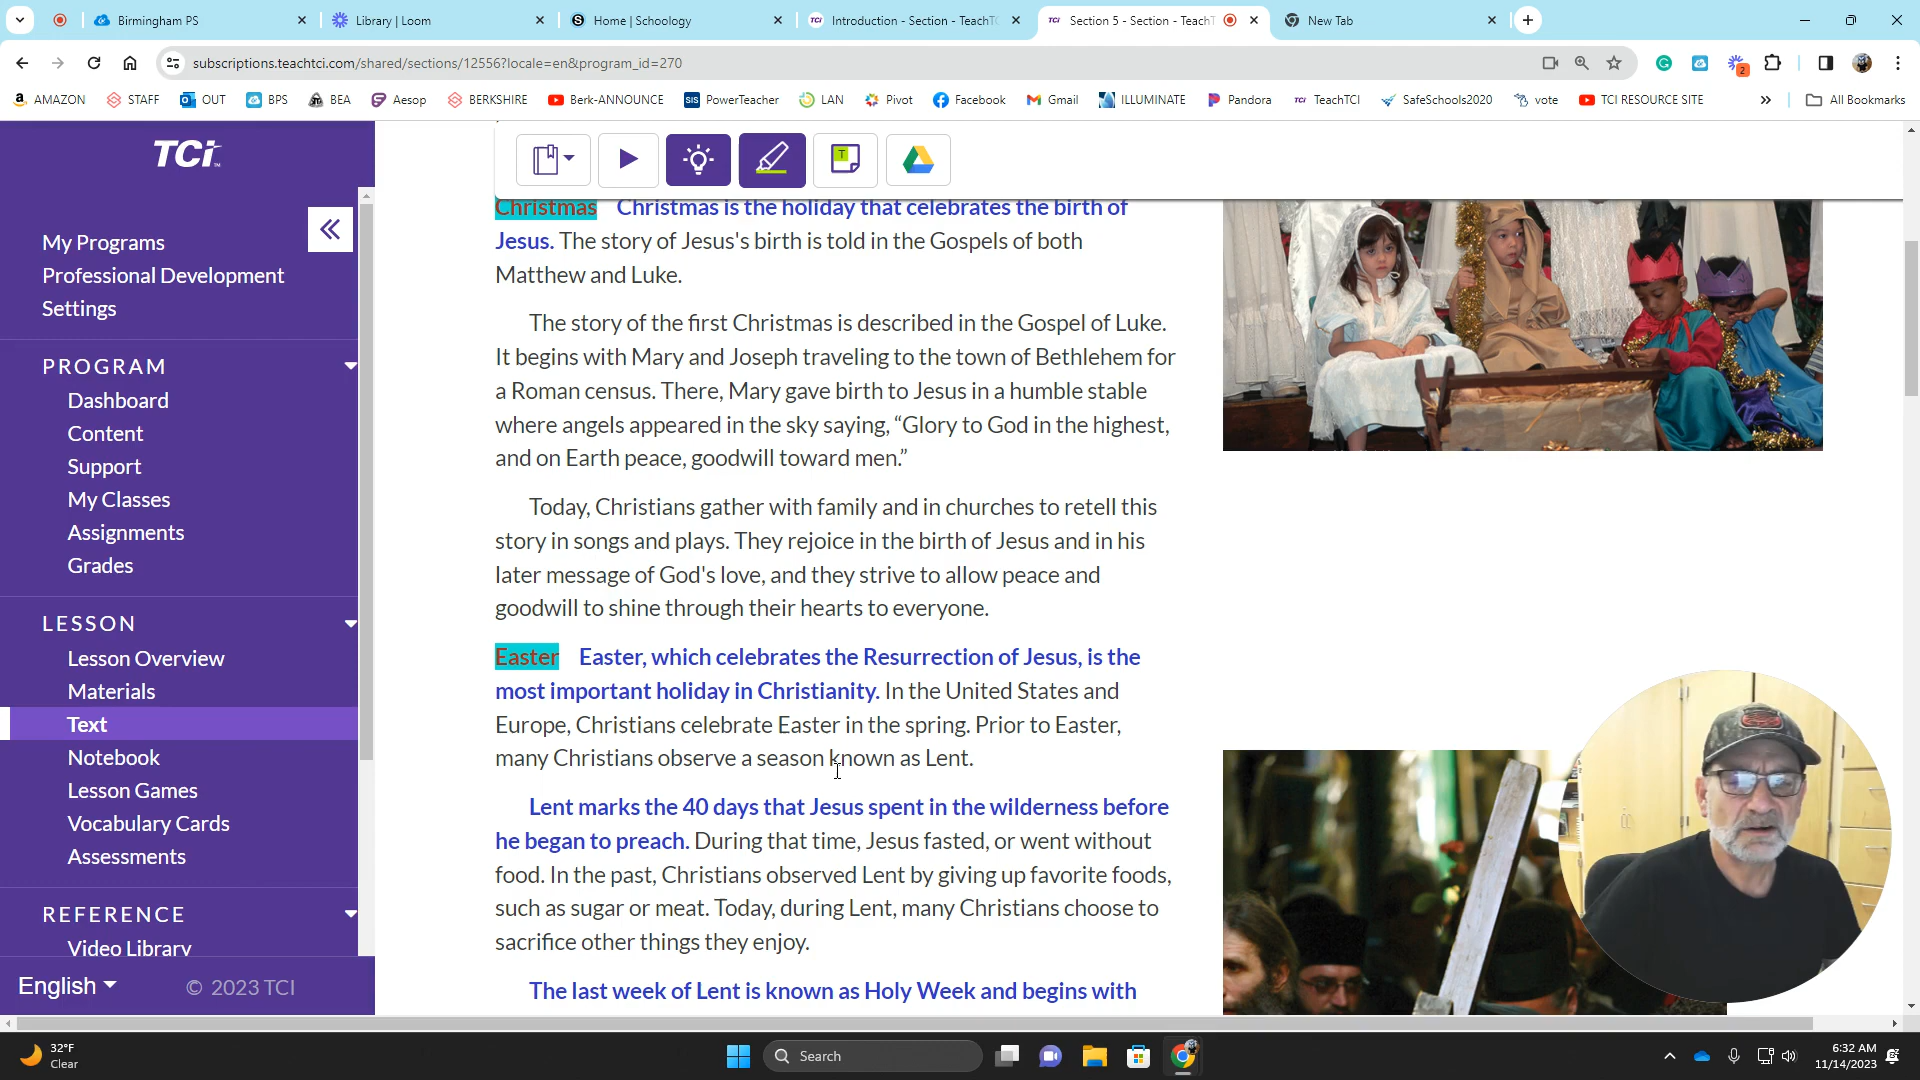 Birmingham PS
Library | Loom
Home | Schoology
Introduction - Section - TeachTC
Section 5 - Section - TeachT
New Tab
subscriptions.teachtci.com/shared/sections/12556?locale=en&program_id=270
2
AMAZON
STAFF
OUT
BPS
BEA
Aesop
BERKSHIRE
Berk-ANNOUNCE
PowerTeacher
LAN
Pivot
Facebook
Gmail
ILLUMINATE
Pandora
TeachTCI
SafeSchools2020
vote
TCI RESOURCE SITE
All Bookmarks
TCi
My Programs
Professional Development
Settings
PROGRAM
Dashboard
Content
Support
My Classes
Assignments
Grades
LESSON
Lesson Overview
Materials
Text
Notebook
Lesson Games
Vocabulary Cards
Assessments
REFERENCE
Video Library
English
© 2023 TCI
Christmas Christmas is the holiday that celebrates the birth of
Jesus. The story of Jesus's birth is told in the Gospels of both
Matthew and Luke.
The story of the first Christmas is described in the Gospel of Luke.
It begins with Mary and Joseph traveling to the town of Bethlehem for
a Roman census. There, Mary gave birth to Jesus in a humble stable
where angels appeared in the sky saying, “Glory to God in the highest,
and on Earth peace, goodwill toward men.”
Today, Christians gather with family and in churches to retell this
story in songs and plays. They rejoice in the birth of Jesus and in his
later message of God's love, and they strive to allow peace and
goodwill to shine through their hearts to everyone.
Easter Easter, which celebrates the Resurrection of Jesus, is the
most important holiday in Christianity. In the United States and
Europe, Christians celebrate Easter in the spring. Prior to Easter,
many Christians observe a season known as Lent.
Lent marks the 40 days that Jesus spent in the wilderness before
he began to preach. During that time, Jesus fasted, or went without
food. In the past, Christians observed Lent by giving up favorite foods,
such as sugar or meat. Today, during Lent, many Christians choose to
sacrifice other things they enjoy.
The last week of Lent is known as Holy Week and begins with
32°F
Clear
Search
6:32 AM
11/14/2023